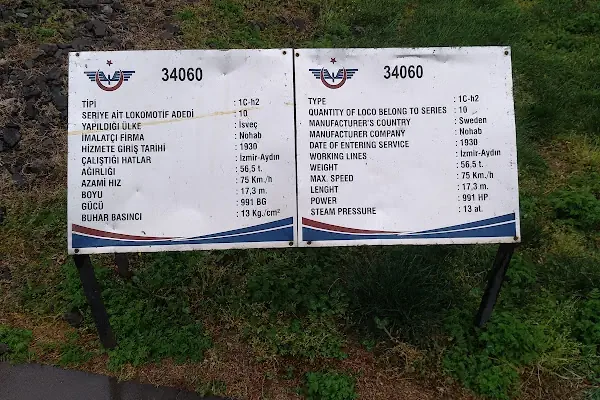 34060
TİPİ : 1C-h2
SERİYE AİT LOKOMOTİF ADEDİ : 10
YAPILDIĞI ÜLKE : İsveç
İMALATÇI FİRMA : Nohab
HİZMETE GİRİŞ TARİHİ : 1930
ÇALIŞTIĞI HATLAR : İzmir-Aydın
AĞIRLIĞI : 56,5 t.
AZAMİ HIZ : 75 Km./h
BOYU : 17,3 m.
GÜCÜ : 991 BG
BUHAR BASINCI : 13 Kg./cm²
34060
TYPE : 1C-h2
QUANTITY OF LOCO BELONG TO SERIES : 10
MANUFACTURER'S COUNTRY : Sweden
MANUFACTURER COMPANY : Nohab
DATE OF ENTERING SERVICE : 1930
WORKING LINES : İzmir-Aydın
WEIGHT : 56,5 t.
MAX. SPEED : 75 Km./h
LENGHT : 17,3 m.
POWER : 991 HP
STEAM PRESSURE : 13 at.